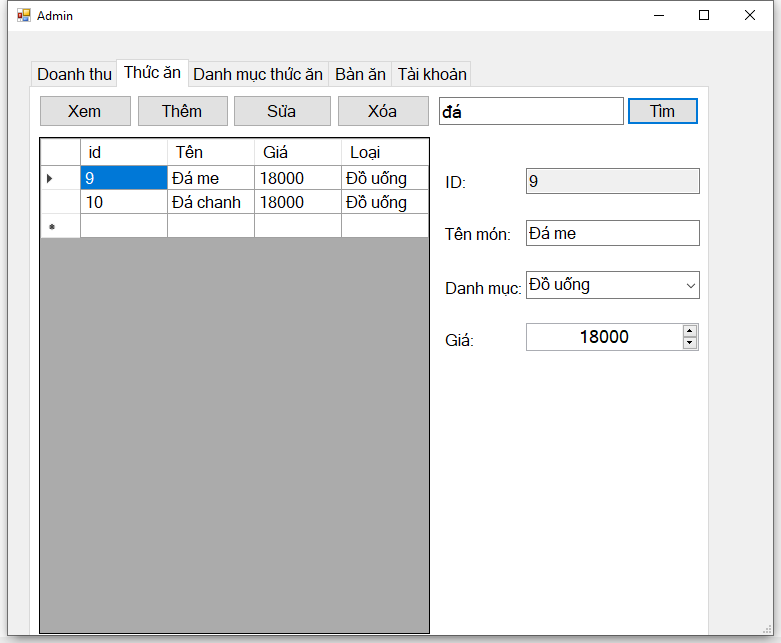 Admin
Doanh thu Thức ăn Danh mục thức ăn Bàn ăn Tài khoản
Xem Thêm Sửa Xóa đá Tìm
id Tên Giá Loại
9 Đá me 18000 Đồ uống
10 Đá chanh 18000 Đồ uống
ID: 9
Tên món: Đá me
Danh mục: Đồ uống
Giá: 18000